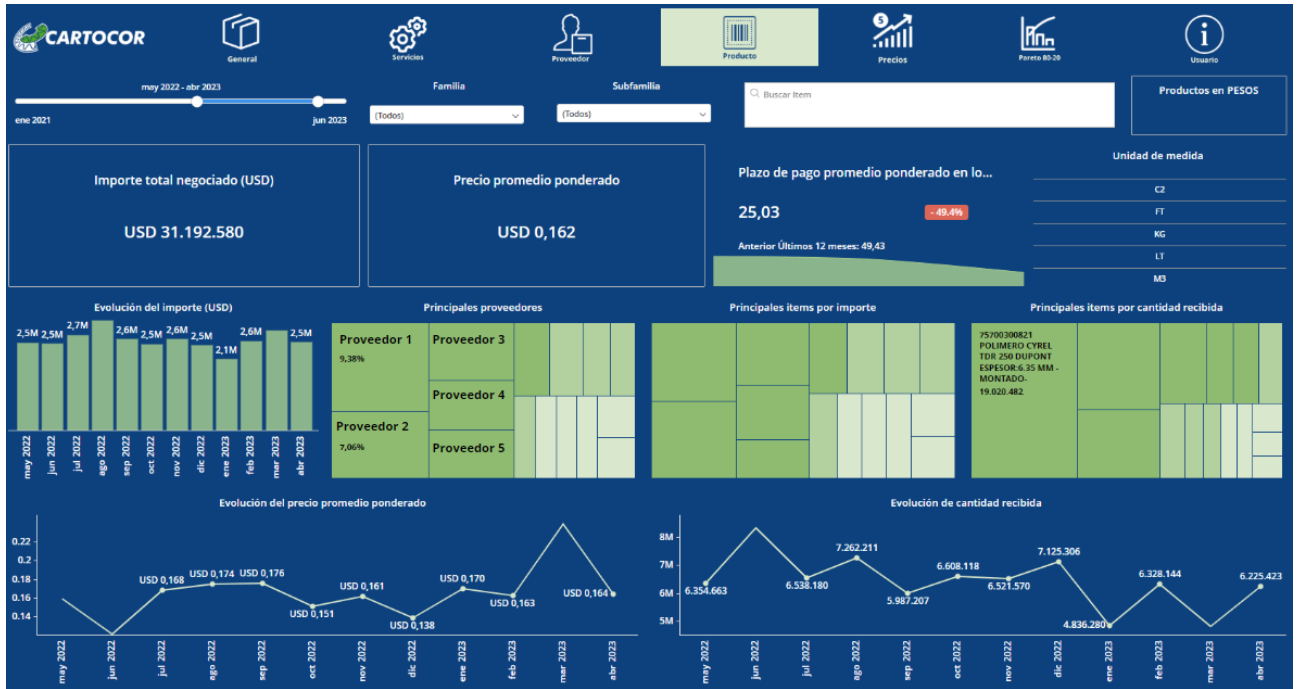 CARTOCOR
General
Servicios
Proveedor
Producto
Precios
Pareto 80-20
Usuario
may 2022 - abr 2023
ene 2021
jun 2023
Familia
(Todos)
Subfamilia
(Todos)
Buscar Item
Productos en PESOS
Importe total negociado (USD)
USD 31.192.580
Precio promedio ponderado
USD 0,162
Plazo de pago promedio ponderado en lo...
25,03
- 49.4%
Anterior Últimos 12 meses: 49,43
Unidad de medida
C2
FT
KG
LT
M3
Evolución del importe (USD)
2,5M
2,5M
2,7M
2,6M
2,5M
2,6M
2,5M
2,1M
2,6M
2,5M
may 2022
jun 2022
jul 2022
ago 2022
sep 2022
oct 2022
nov 2022
dic 2022
ene 2023
feb 2023
mar 2023
abr 2023
Principales proveedores
Proveedor 1
9,38%
Proveedor 2
7,06%
Proveedor 3
Proveedor 4
Proveedor 5
Principales items por importe
Principales items por cantidad recibida
75700300821
POLIMERO CYREL
TDR 250 DUPONT
ESPESOR:6.35 MM -
MONTADO-
19.020.482
Evolución del precio promedio ponderado
0.22
0.2
0.18
0.16
0.14
USD 0,168
USD 0,174
USD 0,176
USD 0,151
USD 0,161
USD 0,138
USD 0,170
USD 0,163
USD 0,164
may 2022
jun 2022
jul 2022
ago 2022
sep 2022
oct 2022
nov 2022
dic 2022
ene 2023
feb 2023
mar 2023
abr 2023
Evolución de cantidad recibida
8M
7M
6M
5M
6.354.663
6.538.180
7.262.211
5.987.207
6.608.118
6.521.570
7.125.306
4.836.280
6.328.144
6.225.423
may 2022
jun 2022
jul 2022
ago 2022
sep 2022
oct 2022
nov 2022
dic 2022
ene 2023
feb 2023
mar 2023
abr 2023